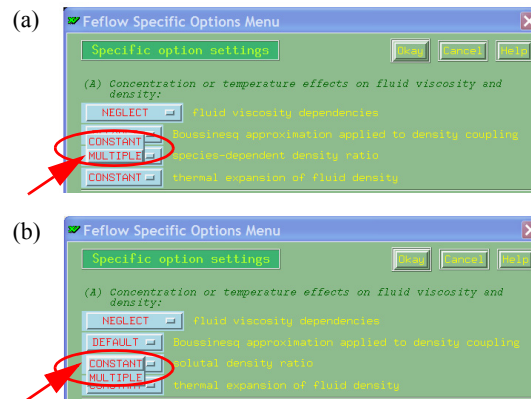 (a)
Feflow Specific Options Menu
Specific option settings
Okay Cancel Help
(A) Concentration or temperature effects on fluid viscosity and
density:
NEGLECT fluid viscosity dependencies
Boussinesq approximation applied to density coupling
CONSTANT
MULTIPLE species-dependent density ratio
CONSTANT thermal expansion of fluid density
(b)
Feflow Specific Options Menu
Specific option settings
Okay Cancel Help
(A) Concentration or temperature effects on fluid viscosity and
density:
NEGLECT fluid viscosity dependencies
DEFAULT Boussinesq approximation applied to density coupling
CONSTANT solutal density ratio
MULTIPLE
CONSTANT thermal expansion of fluid density